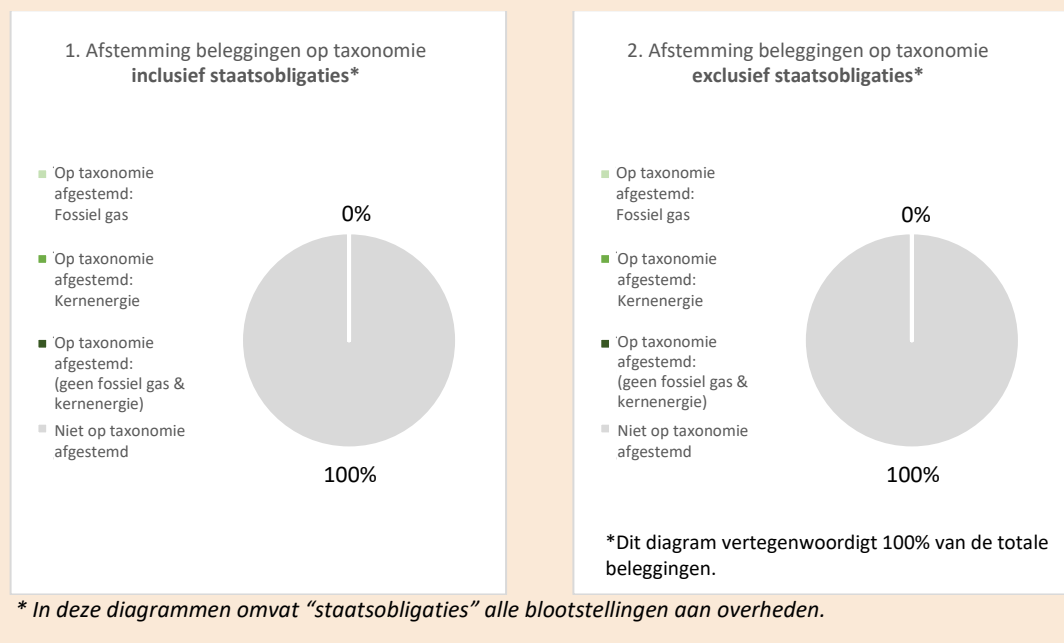 1. Afstemming beleggingen op taxonomie
inclusief staatsobligaties*
Op taxonomie
afgestemd:
Fossiel gas
Op taxonomie
afgestemd:
Kernenergie
Op taxonomie
afgestemd:
(geen fossiel gas &
kernenergie)
Niet op taxonomie
afgestemd
0%
100%
2. Afstemming beleggingen op taxonomie
exclusief staatsobligaties*
Op taxonomie
afgestemd:
Fossiel gas
Op taxonomie
afgestemd:
Kernenergie
Op taxonomie
afgestemd:
(geen fossiel gas &
kernenergie)
Niet op taxonomie
afgestemd
0%
100%
*Dit diagram vertegenwoordigt 100% van de totale
beleggingen.
* In deze diagrammen omvat “staatsobligaties” alle blootstellingen aan overheden.